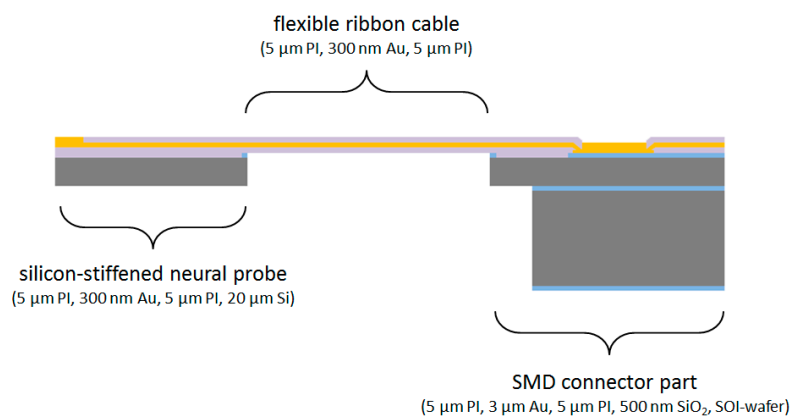 flexible ribbon cable
(5 µm PI, 300 nm Au, 5 µm PI)
silicon-stiffened neural probe
(5 µm PI, 300 nm Au, 5 µm PI, 20 µm Si)
SMD connector part
(5 µm PI, 3 µm Au, 5 µm PI, 500 nm SiO₂, SOI-wafer)